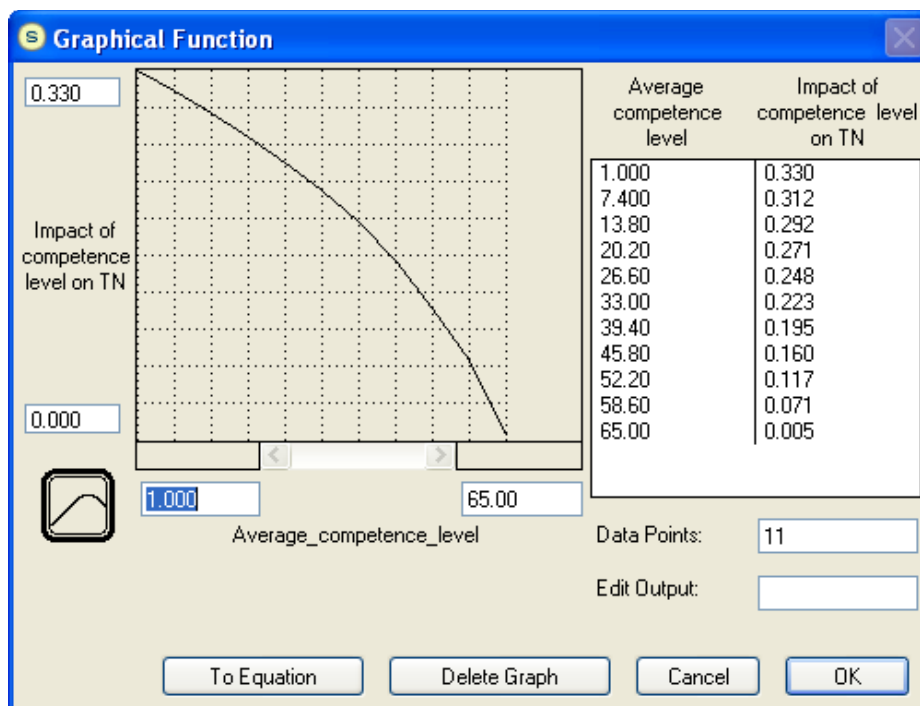 S Graphical Function
0.330
Impact of
competence
level on TN
0.000
1.000
65.00
Average_competence_level
Average
competence
level
Impact of
competence level
on TN
1.000 0.330
7.400 0.312
13.80 0.292
20.20 0.271
26.60 0.248
33.00 0.223
39.40 0.195
45.80 0.160
52.20 0.117
58.60 0.071
65.00 0.005
Data Points: 11
Edit Output:
To Equation
Delete Graph
Cancel
OK